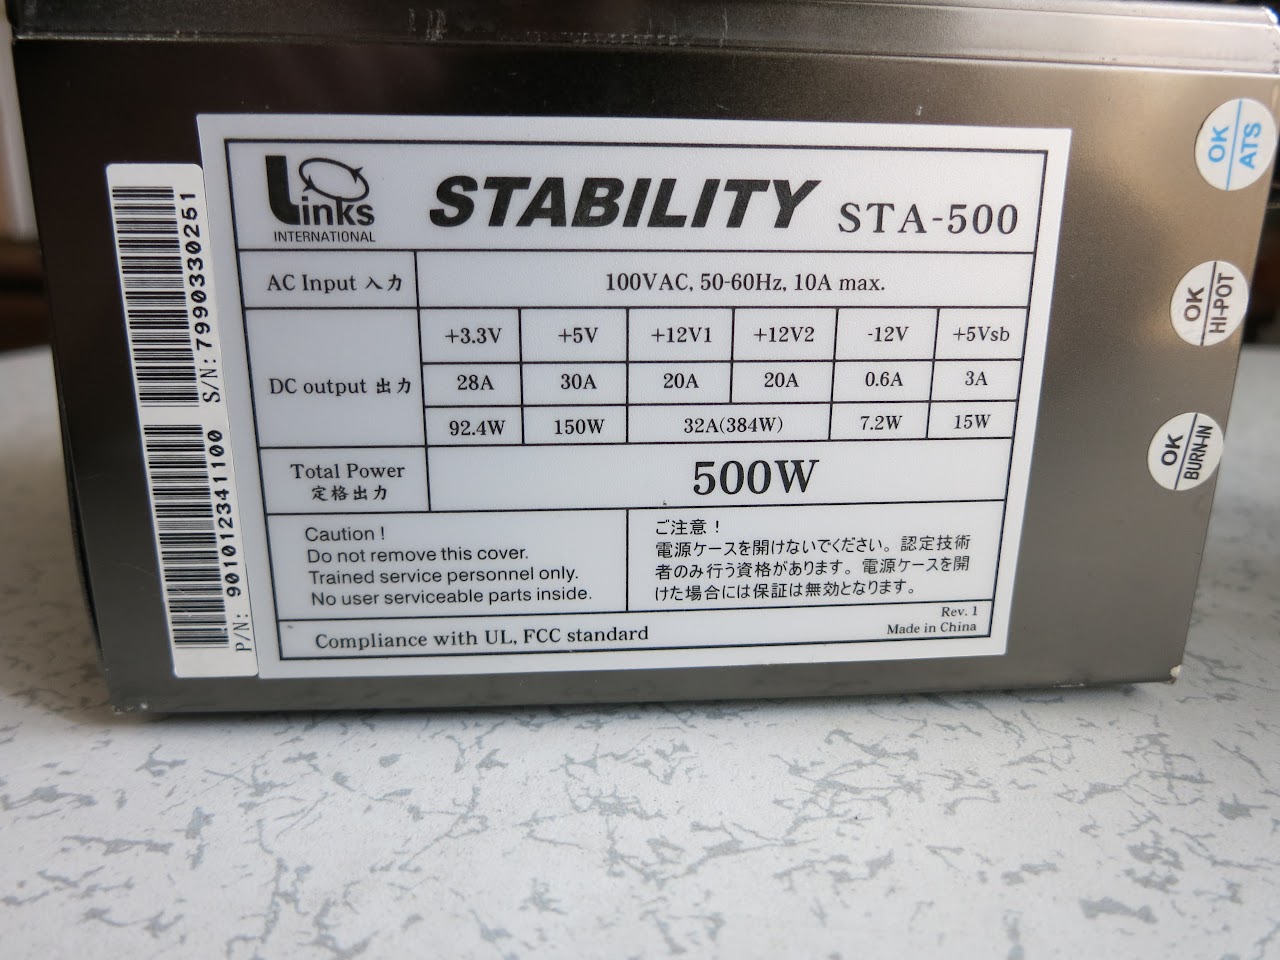 Links
INTERNATIONAL
STABILITY STA-500
AC Input 入力
100VAC, 50-60Hz, 10A max.
DC output 出力
+3.3V +5V +12V1 +12V2 -12V +5Vsb
28A 30A 20A 20A 0.6A 3A
92.4W 150W 32A(384W) 7.2W 15W
Total Power
定格出力
500W
Caution !
Do not remove this cover.
Trained service personnel only.
No user serviceable parts inside.
ご注意！
電源ケースを開けないでください。認定技術
者のみ行う資格があります。電源ケースを開
けた場合には保証は無効となります。
Compliance with UL, FCC standard
Rev. 1
Made in China
S/N: 799033025​1
P/N: 901012341100
OK
ATS
OK
HI-POT
OK
BURN-IN